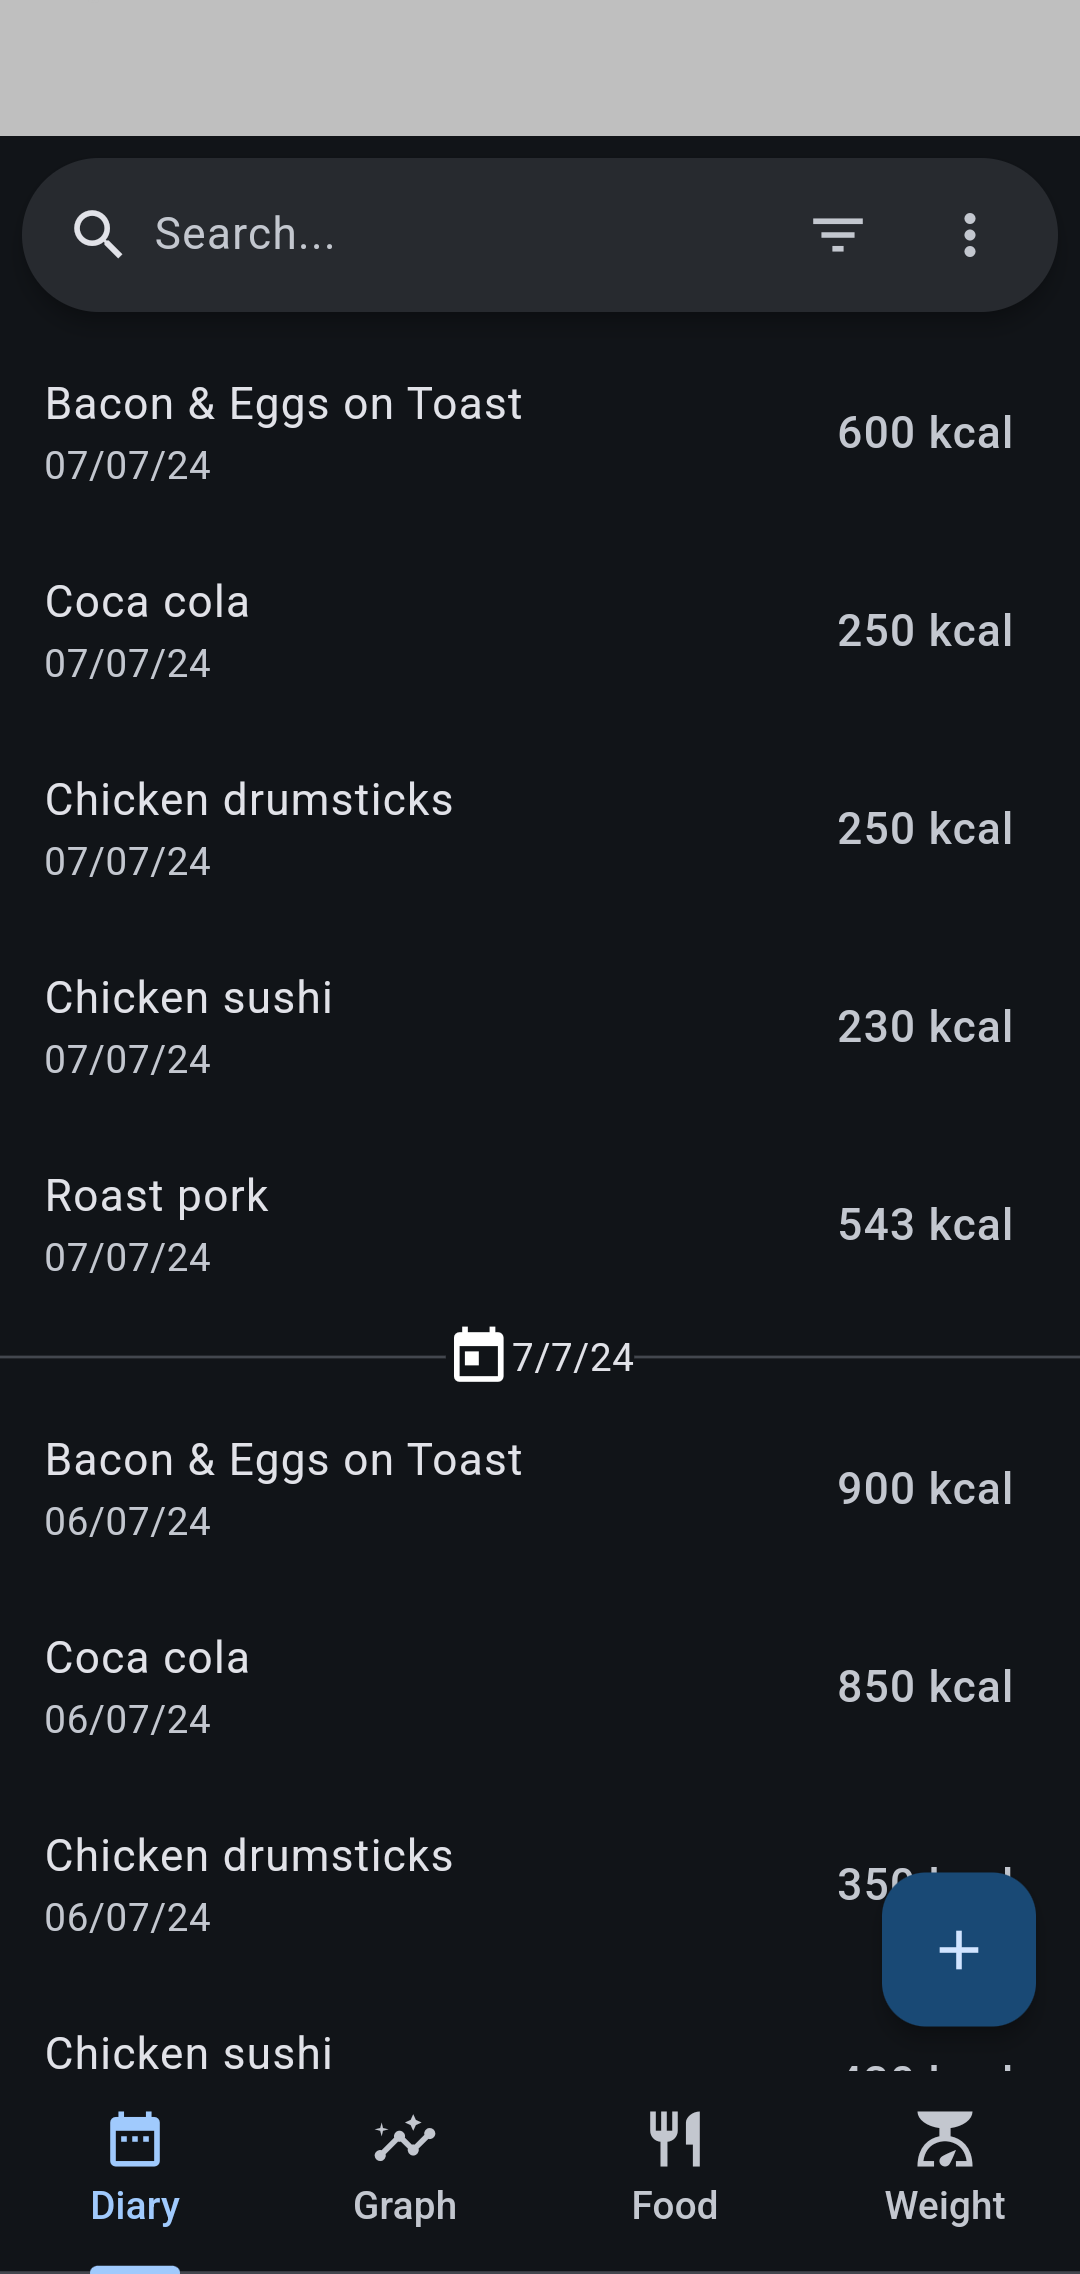 Search...
Bacon & Eggs on Toast
600 kcal
07/07/24
Coca cola
250 kcal
07/07/24
Chicken drumsticks
250 kcal
07/07/24
Chicken sushi
230 kcal
07/07/24
Roast pork
543 kcal
07/07/24
7/7/24
Bacon & Eggs on Toast
900 kcal
06/07/24
Coca cola
850 kcal
06/07/24
Chicken drumsticks
06/07/24
Chicken sushi
Diary
Graph
Food
Weight